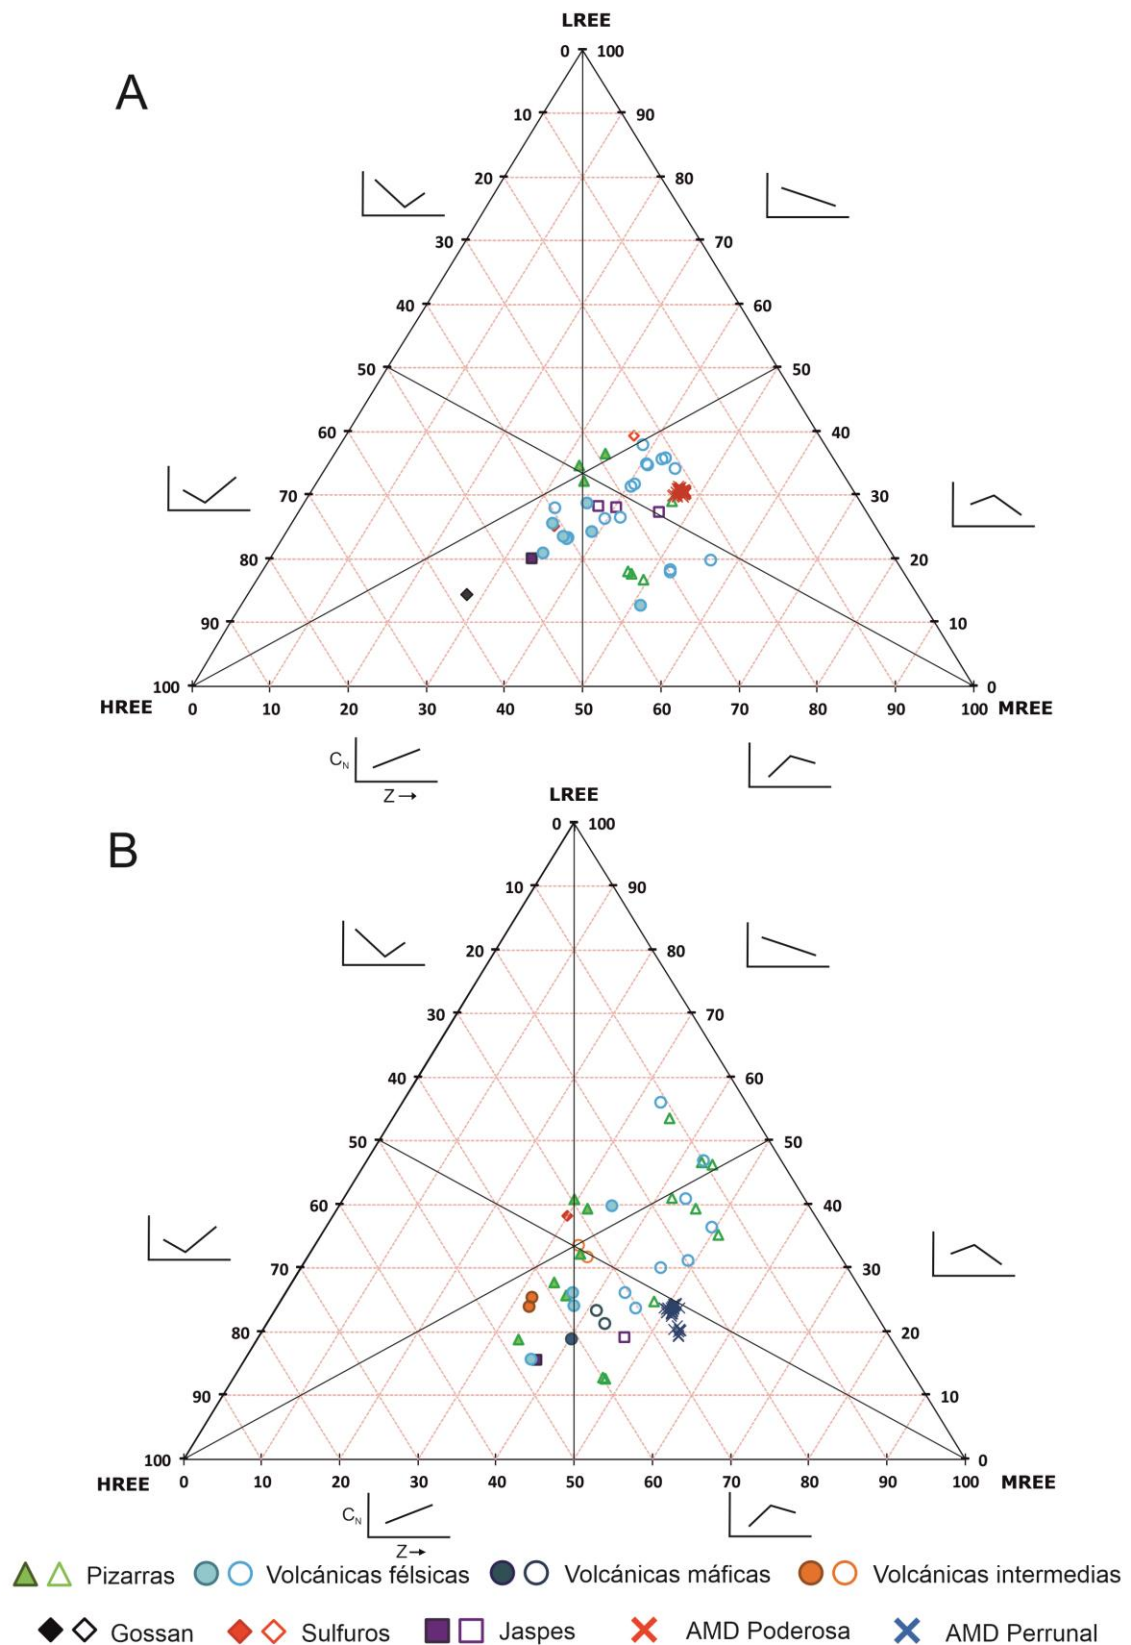 LREE
0 100
A
10 90
20 80
30 70
40 60
50 50
60 40
70 30
80 20
90 10
100 0
HREE 0 10 20 30 40 50 60 70 80 90 100 MREE
CN
Z→
LREE
0 100
B
10 90
20 80
30 70
40 60
50 50
60 40
70 30
80 20
90 10
100 0
HREE 0 10 20 30 40 50 60 70 80 90 100 MREE
CN
Z→
Pizarras Volcánicas félsicas Volcánicas máficas Volcánicas intermedias
Gossan Sulfuros Jaspes AMD Poderosa AMD Perrunal